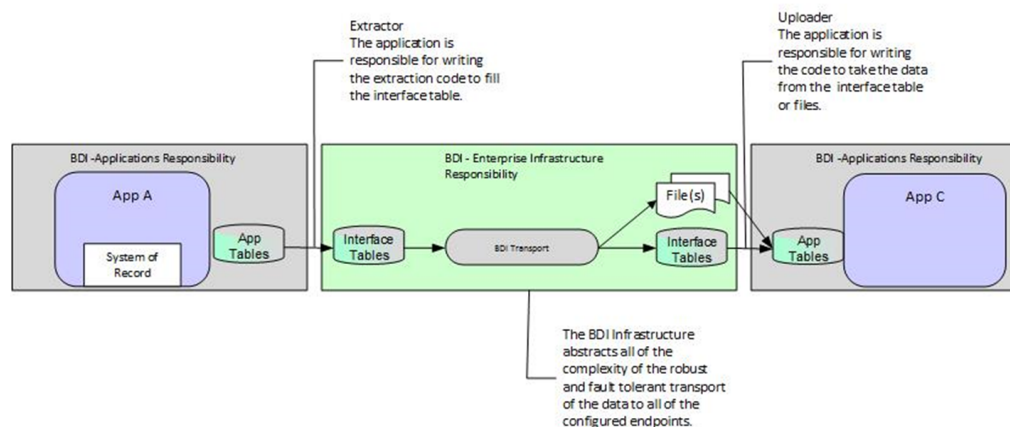 Extractor
The application is
responsible for writing
the extraction code to fill
the interface table.
Uploader
The application is
responsible for writing
the code to take the data
from the interface table
or files.
BDI -Applications Responsibility
App A
System of
Record
App
Tables
BDI - Enterprise Infrastructure
Responsibility
Interface
Tables
BDI Transport
File(s)
Interface
Tables
BDI -Applications Responsibility
App
Tables
App C
The BDI Infrastructure
abstracts all of the
complexity of the robust
and fault tolerant transport
of the data to all of the
configured endpoints.